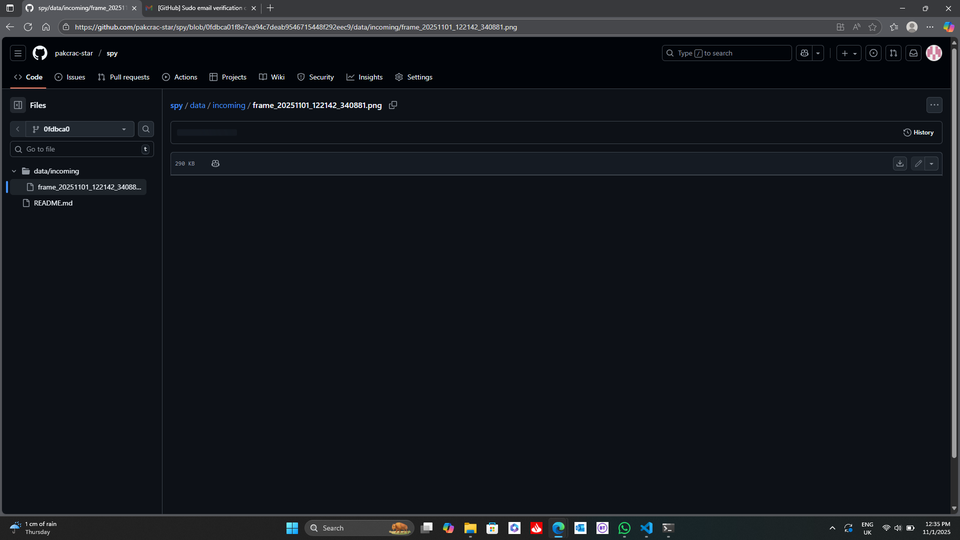 spy/data/incoming/frame_20251101_1
[GitHub] Sudo email verification c
https://github.com/pakcrac-star/spy/blob/0fdbca01f8e7ea94c7deab9546715448f292eec9/data/incoming/frame_20251101_122142_340881.png
pakcrac-star / spy
Type / to search
Code Issues Pull requests Actions Projects Wiki Security Insights Settings
Files
spy / data / incoming / frame_20251101_122142_340881.png
0fdbca0
History
Go to file t
290 KB
data/incoming
frame_20251101_122142_34088...
README.md
1 cm of rain
Thursday
Search
ENG
UK
12:35 PM
11/1/2025